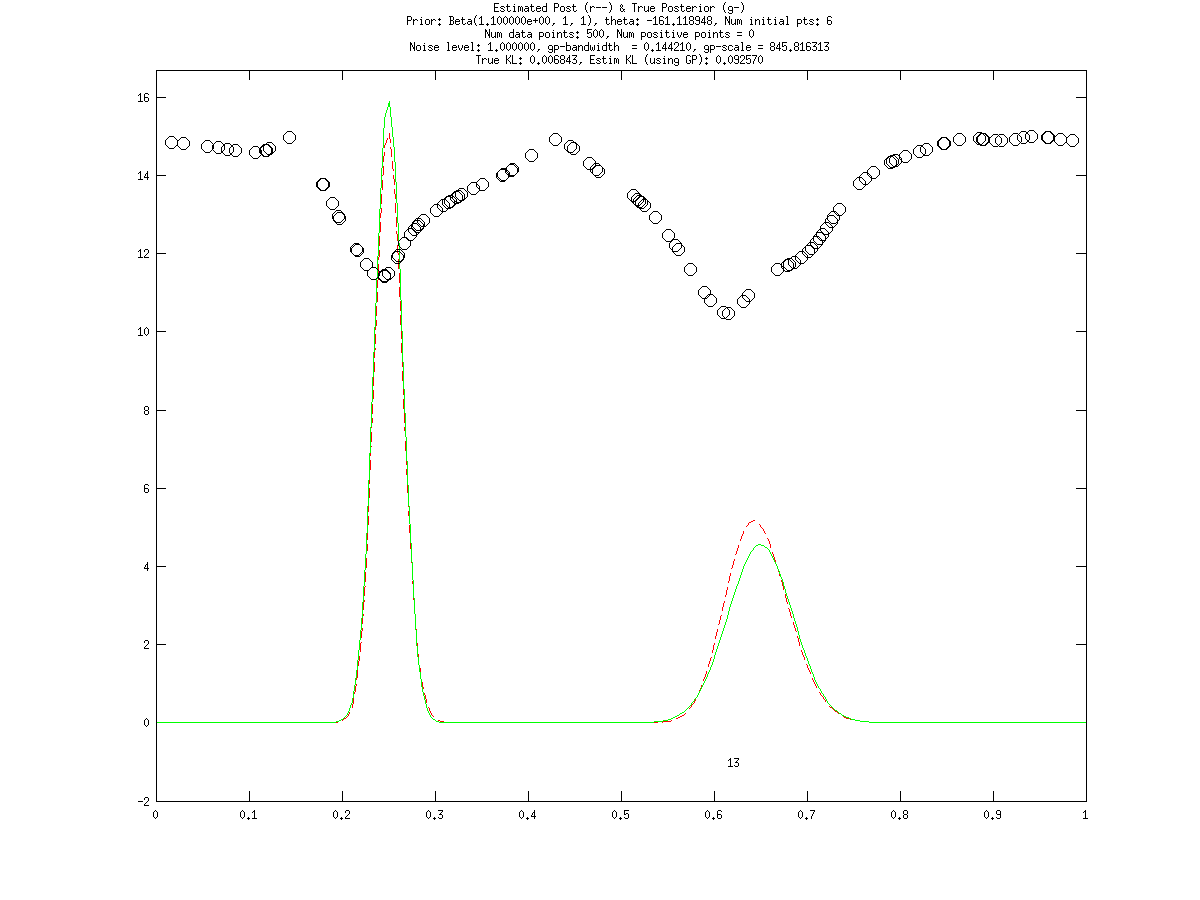 Estimated Post (r--) & True Posterior (g-)
Prior: Beta(1.100000e+00, 1, 1), theta: -161.118948, Num initial pts: 6
Num data points: 500, Num positive points = 0
Noise level: 1.000000, gp-bandwidth  = 0.144210, gp-scale = 845.816313
True KL: 0.006843, Estim KL (using GP): 0.092570
16
14
12
10
8
6
4
2
0
13
-2
0 0.1 0.2 0.3 0.4 0.5 0.6 0.7 0.8 0.9 1